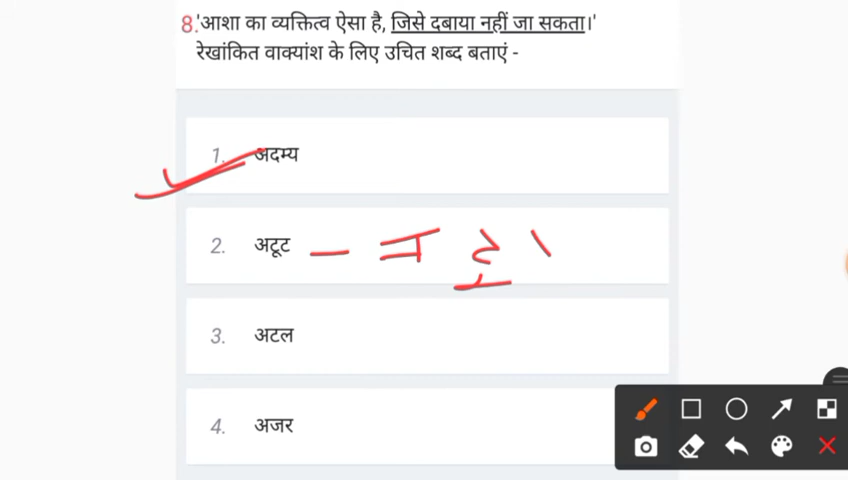 8.'आशा का व्यक्तित्व ऐसा है, जिसे दबाया नहीं जा सकता।'
रेखांकित वाक्यांश के लिए उचित शब्द बताएं -
1. अदम्य
2. अटूट
3. अटल
4. अजर